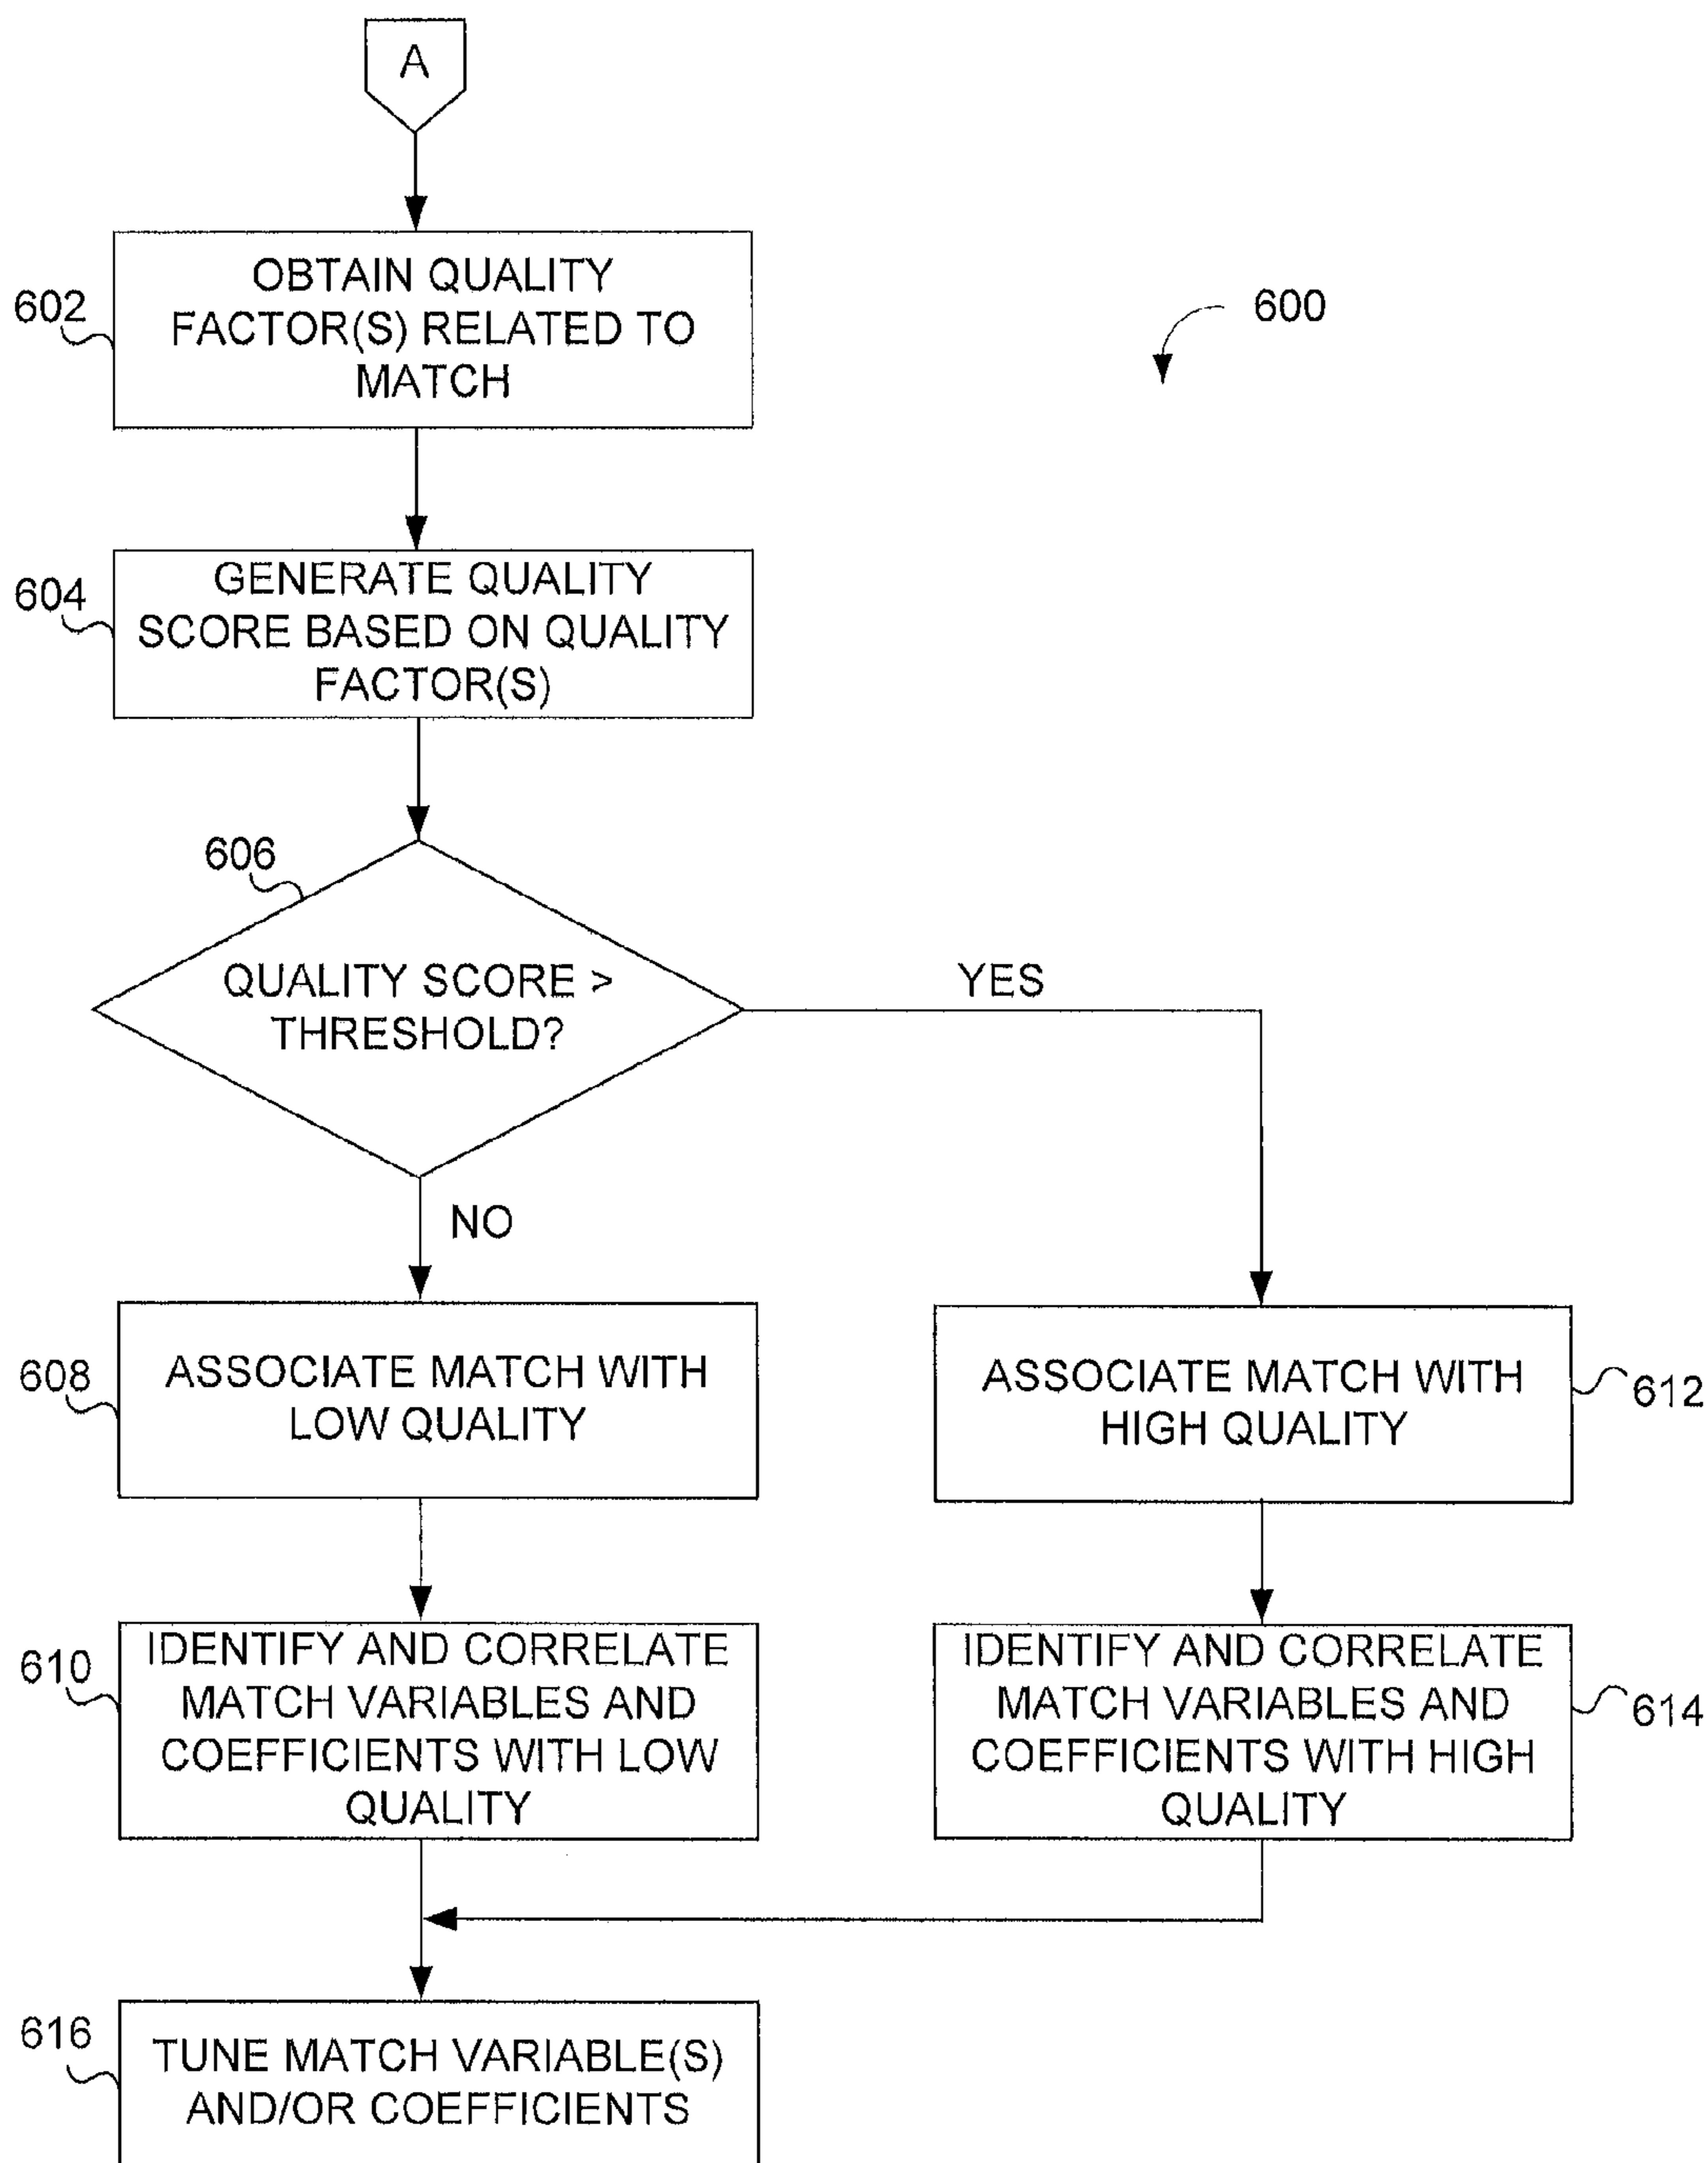 A
602
OBTAIN QUALITY
FACTOR(S) RELATED TO
MATCH
600
604
GENERATE QUALITY
SCORE BASED ON QUALITY
FACTOR(S)
606
QUALITY SCORE >
THRESHOLD?
YES
NO
608
ASSOCIATE MATCH WITH
LOW QUALITY
ASSOCIATE MATCH WITH
HIGH QUALITY
612
610
IDENTIFY AND CORRELATE
MATCH VARIABLES AND
COEFFICIENTS WITH LOW
QUALITY
IDENTIFY AND CORRELATE
MATCH VARIABLES AND
COEFFICIENTS WITH HIGH
QUALITY
614
616
TUNE MATCH VARIABLE(S)
AND/OR COEFFICIENTS